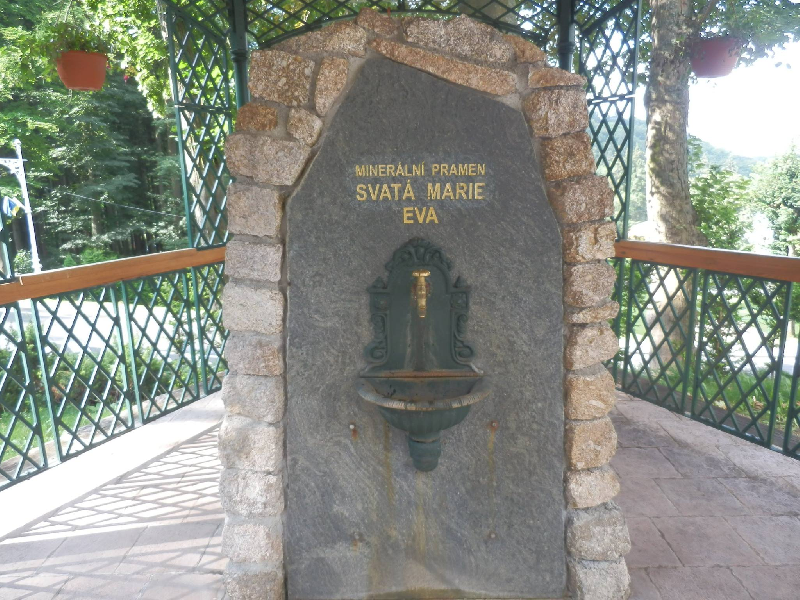 MINERÁLNÍ PRAMEN
SVATÁ MARIE
EVA